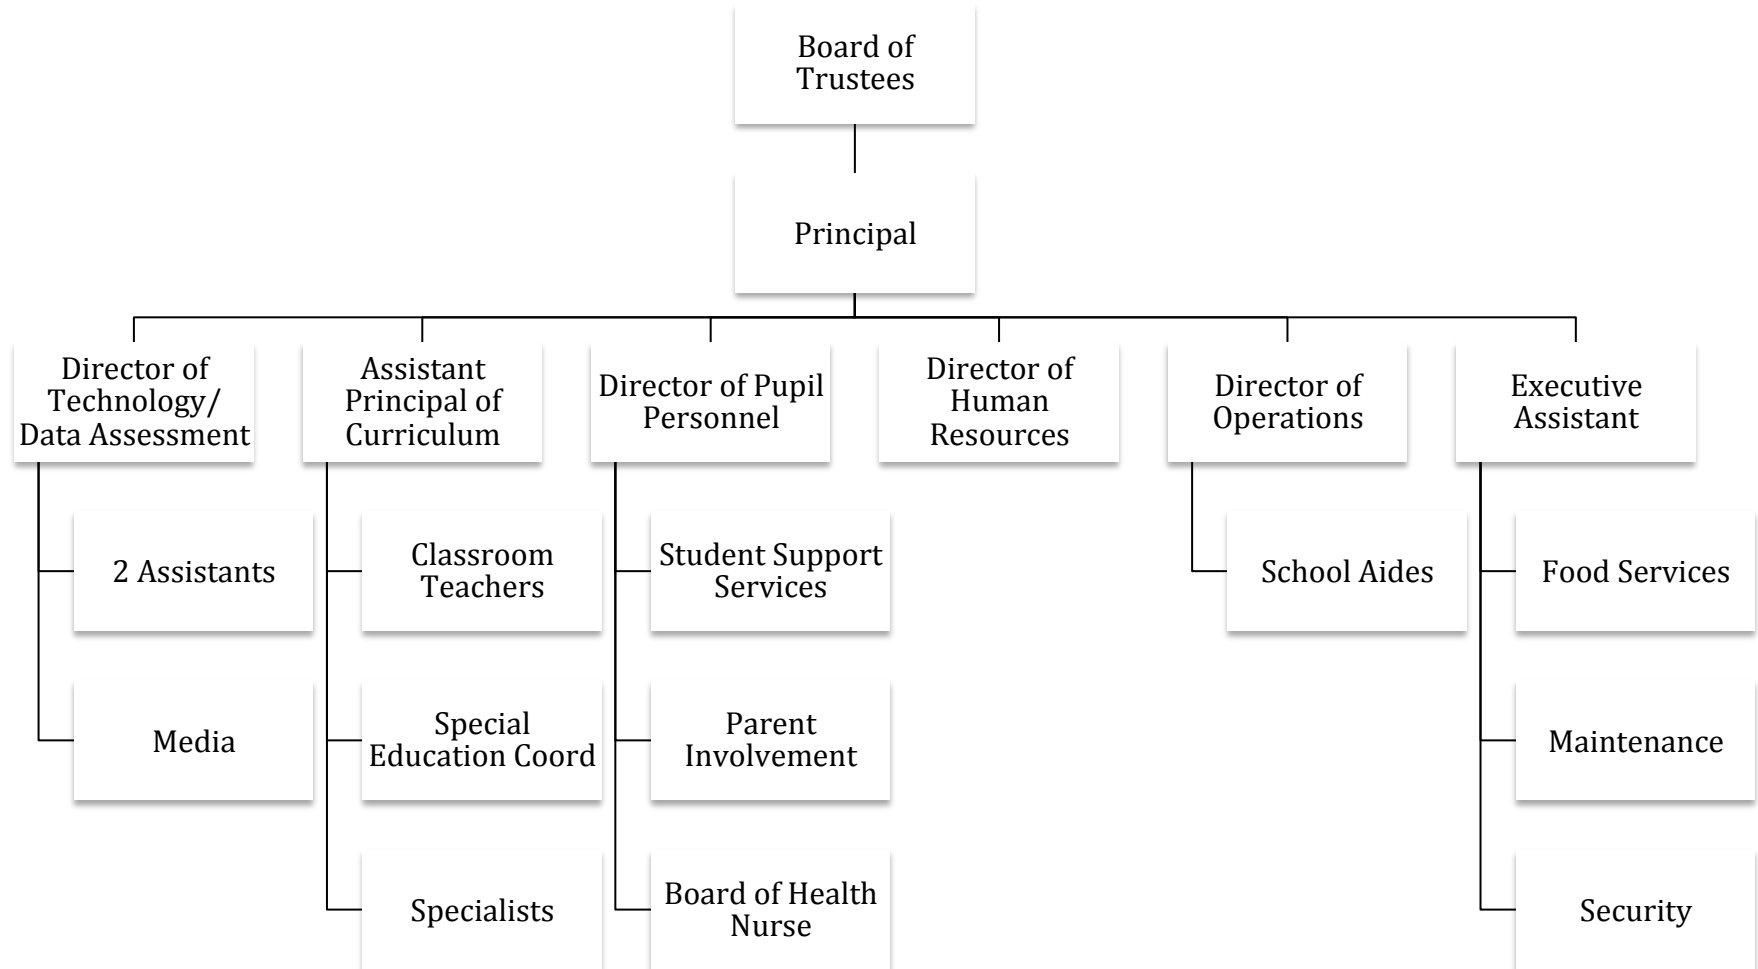 Board of
Trustees
Principal
Director of
Technology/
Data Assessment
Assistant
Principal of
Curriculum
Director of Pupil
Personnel
Director of
Human
Resources
Director of
Operations
Executive
Assistant
2 Assistants
Classroom
Teachers
Student Support
Services
School Aides
Food Services
Media
Special
Education Coord
Parent
Involvement
Maintenance
Specialists
Board of Health
Nurse
Security